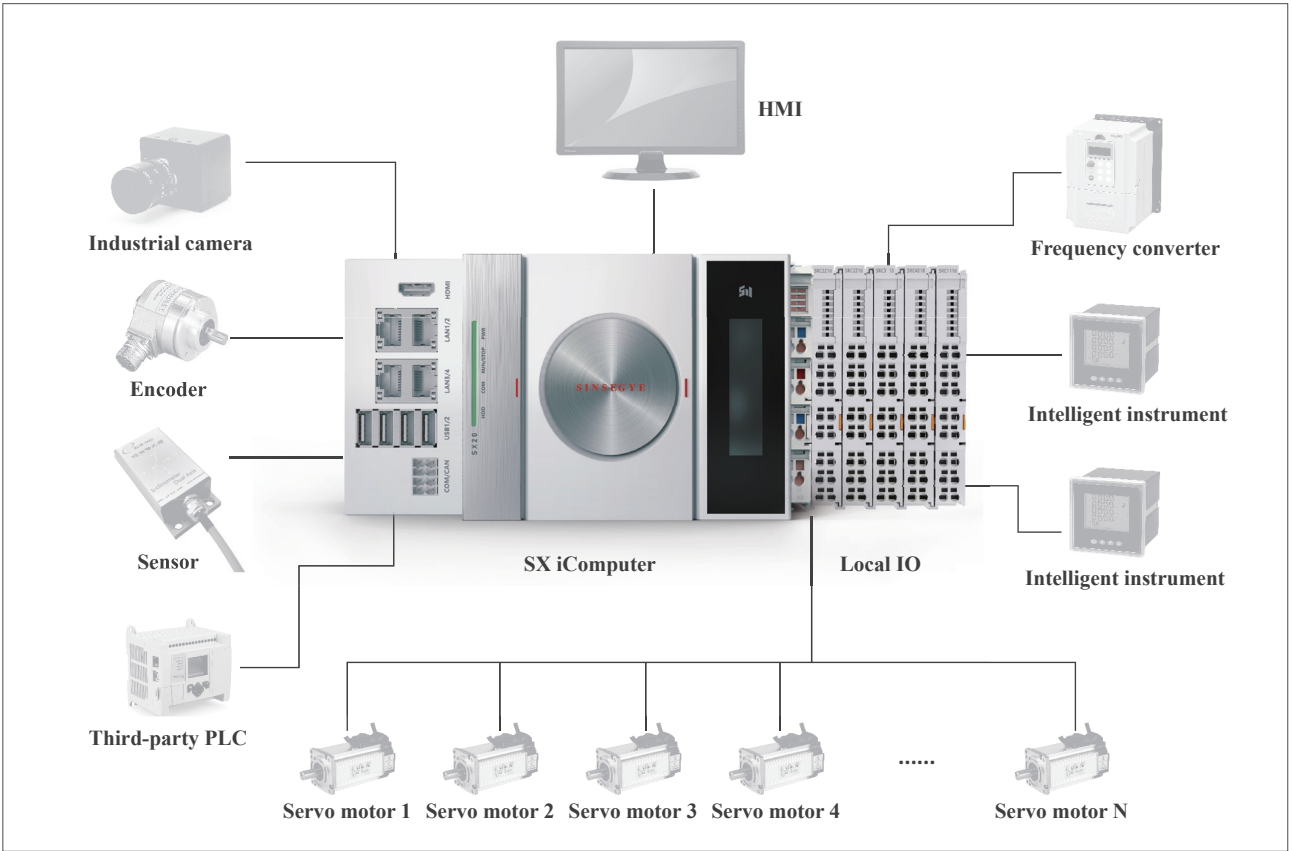 HMI
Industrial camera
Frequency converter
HDMI
LAN1/2
LAN3/4
USB1/2
COM/CAN
PWR
RUN/STOP
COM
HDD
SX20
SINSEGYE
Encoder
Intelligent instrument
Sensor
SX iComputer
Local IO
Intelligent instrument
Third-party PLC
Servo motor 1
Servo motor 2
Servo motor 3
Servo motor 4
......
Servo motor N